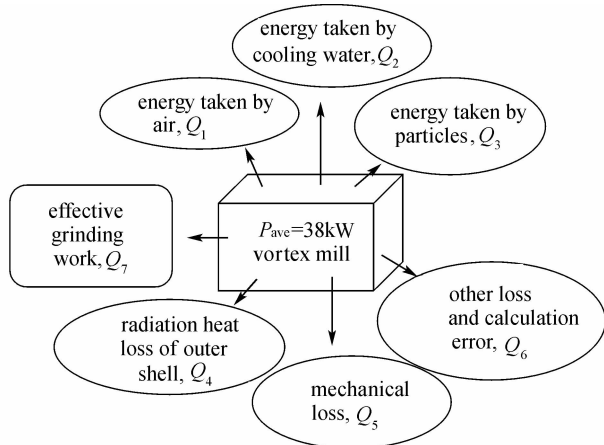 energy taken by
cooling water, Q2
energy taken by
air, Q1
energy taken by
particles, Q3
effective
grinding
work, Q7
Pave=38kW
vortex mill
radiation heat
loss of outer
shell, Q4
other loss
and calculation
error, Q6
mechanical
loss, Q5